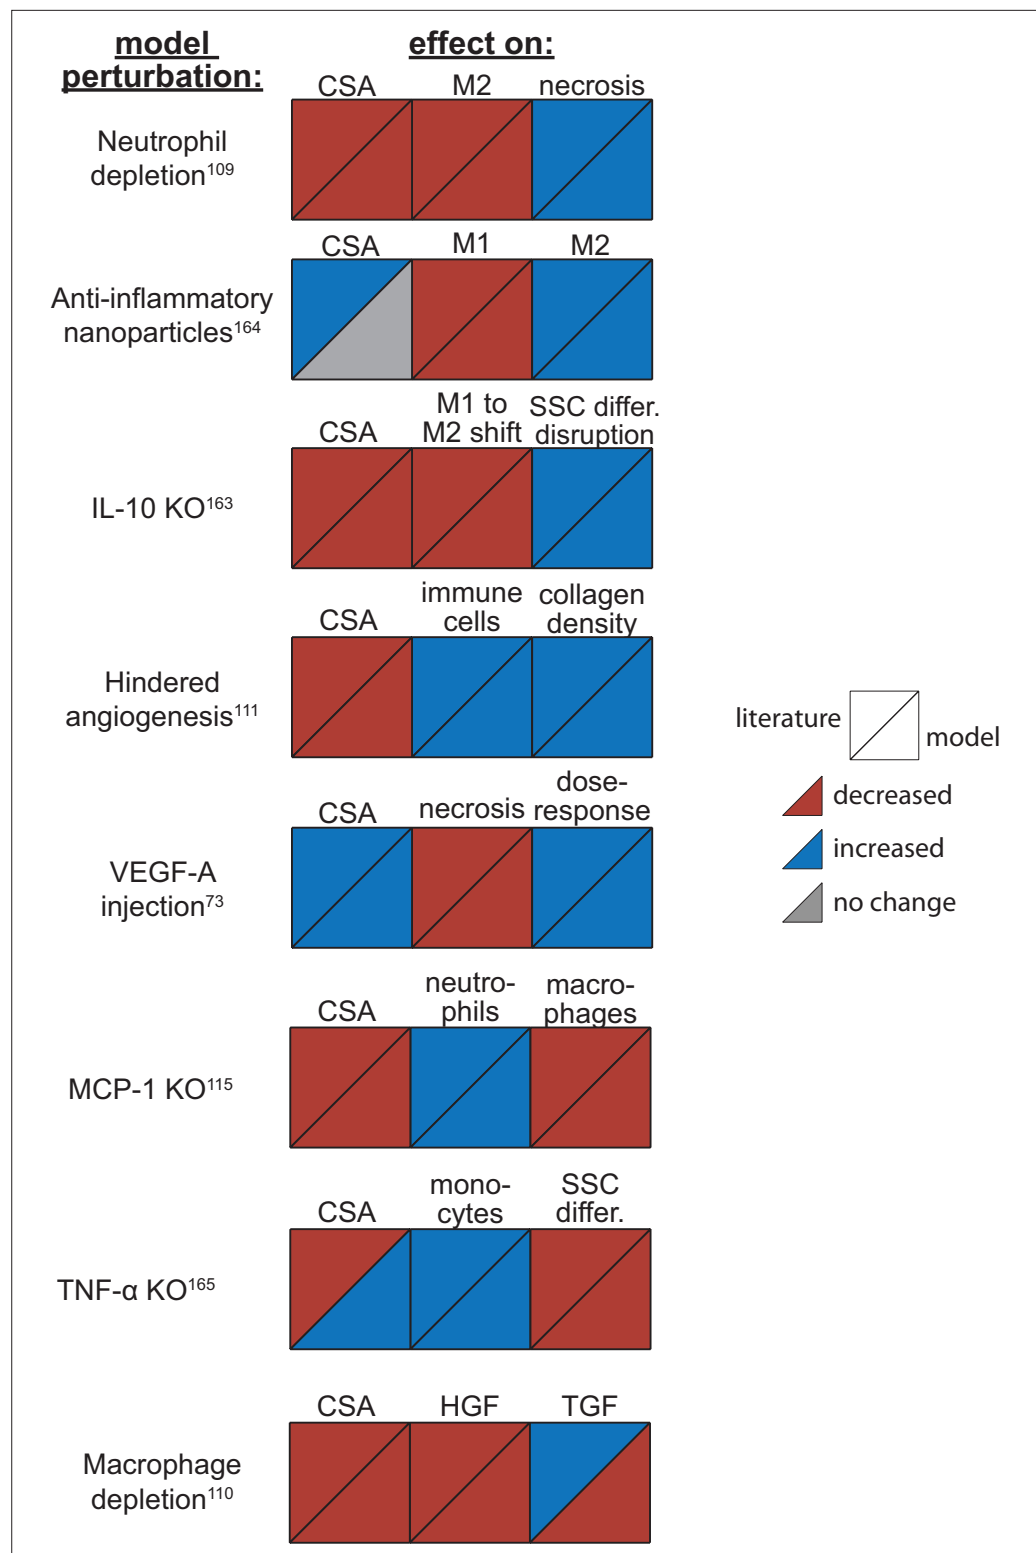 model
perturbation:
effect on:
CSA
M2
necrosis
Neutrophil
depletion109
CSA
M1
M2
Anti-inflammatory
nanoparticles164
CSA
M1 to
M2 shift
SSC differ.
disruption
IL-10 KO163
CSA
immune
cells
collagen
density
Hindered
angiogenesis111
literature
model
decreased
increased
no change
CSA
necrosis
dose-
response
VEGF-A
injection73
CSA
neutro-
phils
macro-
phages
MCP-1 KO115
CSA
mono-
cytes
SSC
differ.
TNF-α KO165
CSA
HGF
TGF
Macrophage
depletion110